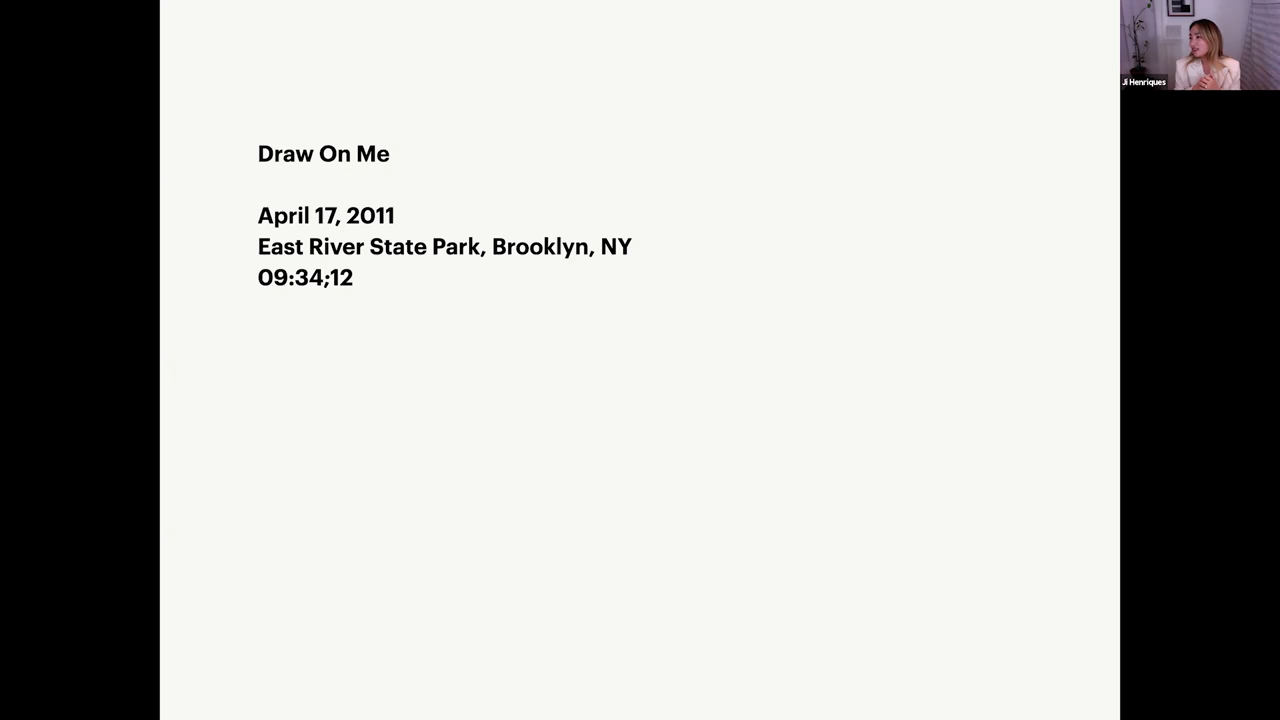 Draw On Me
April 17, 2011
East River State Park, Brooklyn, NY
09:34;12
Ji Henriques